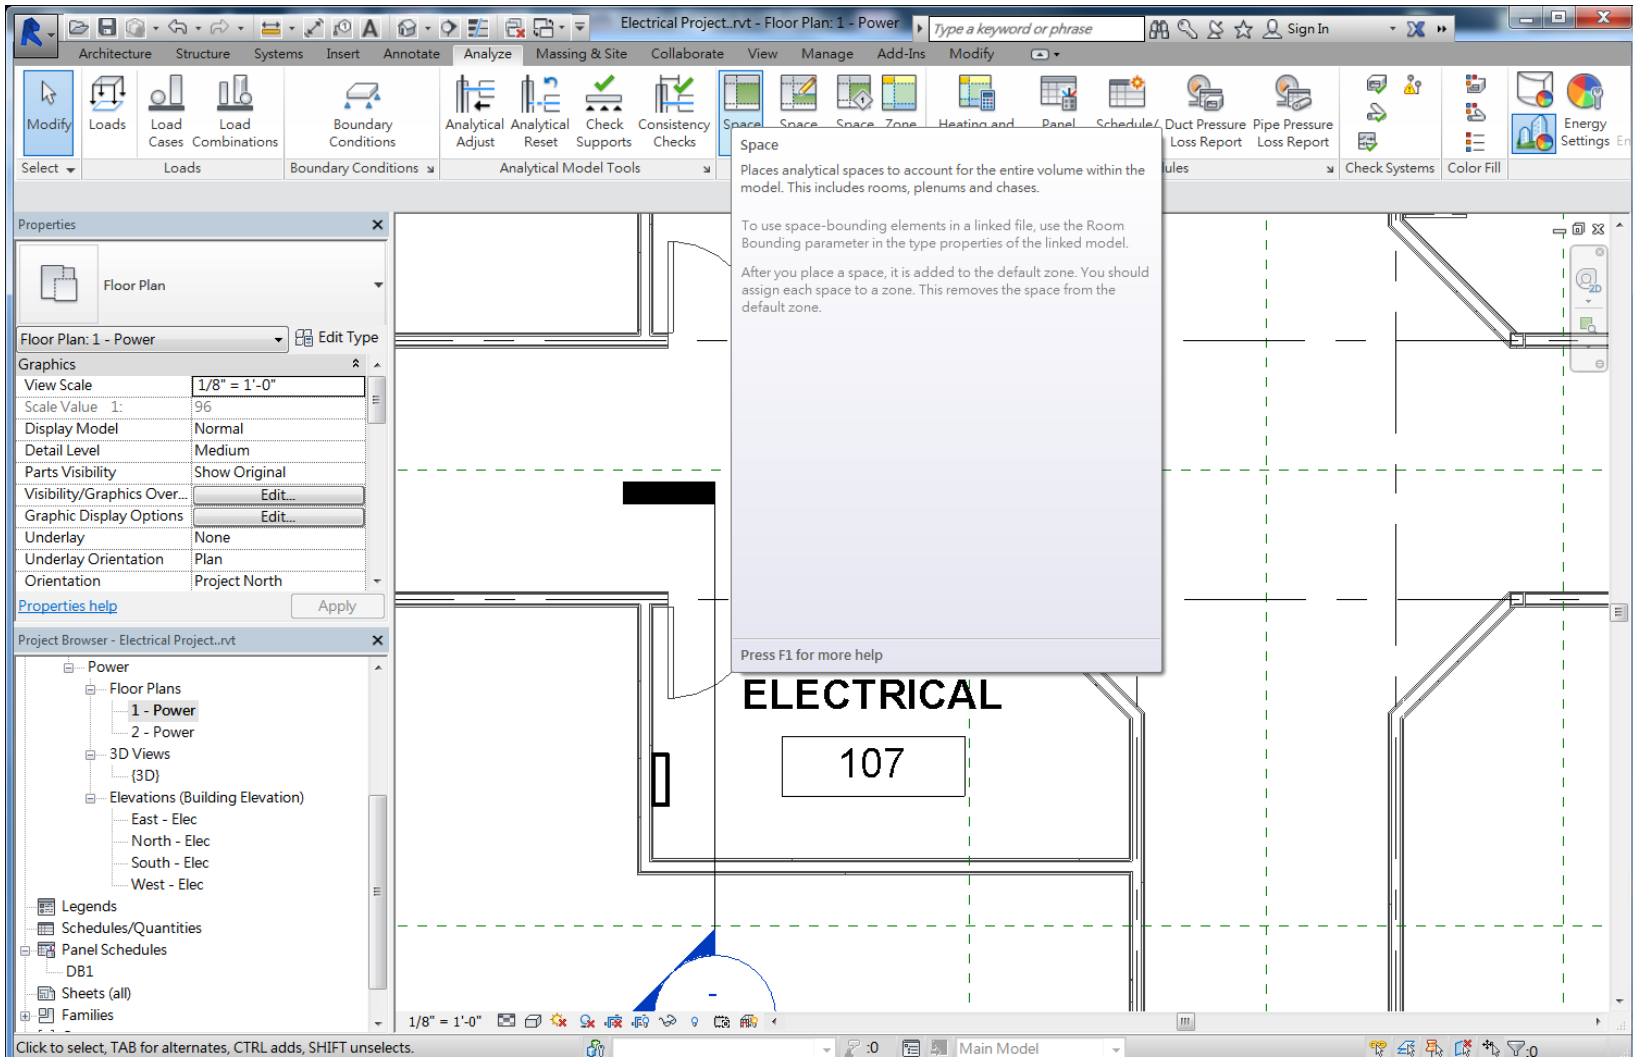 Electrical Project..rvt - Floor Plan: 1 - Power
Type a keyword or phrase
Sign In
Architecture Structure Systems Insert Annotate Analyze Massing & Site Collaborate View Manage Add-Ins Modify
Modify
Loads
Load Cases
Load Combinations
Boundary Conditions
Analytical Adjust
Analytical Reset
Check Supports
Consistency Checks
Space
Space
Space
Zone
Heating and
Panel
Schedule/
Duct Pressure Loss Report
Pipe Pressure Loss Report
Energy Settings
En
Select
Loads
Boundary Conditions
Analytical Model Tools
ules
Check Systems
Color Fill
Space
Places analytical spaces to account for the entire volume within the
model. This includes rooms, plenums and chases.
To use space-bounding elements in a linked file, use the Room
Bounding parameter in the type properties of the linked model.
After you place a space, it is added to the default zone. You should
assign each space to a zone. This removes the space from the
default zone.
Press F1 for more help
Properties
Floor Plan
Floor Plan: 1 - Power
Edit Type
Graphics
View Scale 1/8" = 1'-0"
Scale Value 1: 96
Display Model Normal
Detail Level Medium
Parts Visibility Show Original
Visibility/Graphics Over... Edit...
Graphic Display Options Edit...
Underlay None
Underlay Orientation Plan
Orientation Project North
Properties help
Apply
Project Browser - Electrical Project..rvt
Power
Floor Plans
1 - Power
2 - Power
3D Views
{3D}
Elevations (Building Elevation)
East - Elec
North - Elec
South - Elec
West - Elec
Legends
Schedules/Quantities
Panel Schedules
DB1
Sheets (all)
Families
2D
ELECTRICAL
107
1/8" = 1'-0"
Click to select, TAB for alternates, CTRL adds, SHIFT unselects.
:0
Main Model
:0